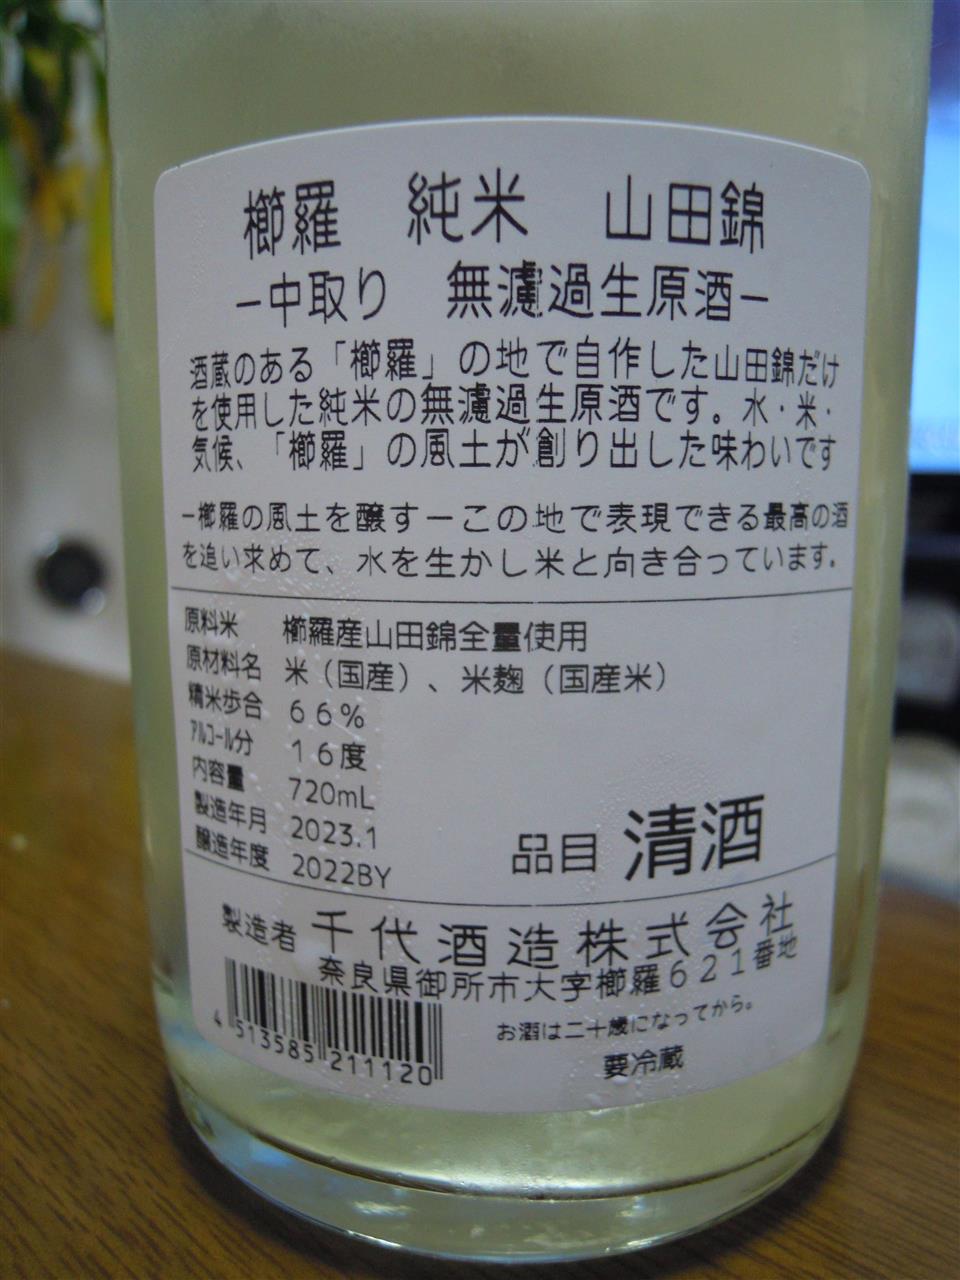 櫛羅 純米 山田錦
−中取り 無濾過生原酒−
酒蔵のある「櫛羅」の地で自作した山田錦だけ
を使用した純米の無濾過生原酒です。水・米・
気候、「櫛羅」の風土が創り出した味わいです
−櫛羅の風土を醸す−この地で表現できる最高の酒
を追い求めて、水を生かし米と向き合っています。
原料米 櫛羅産山田錦全量使用
原材料名 米（国産）、米麹（国産米）
精米歩合 66%
アルコール分 16度
内容量 720mL
製造年月 2023.1
醸造年度 2022BY
品目 清酒
製造者 千代酒造株式会社
奈良県御所市大字櫛羅621番地
お酒は二十歳になってから。
要冷蔵
4 513585 211120